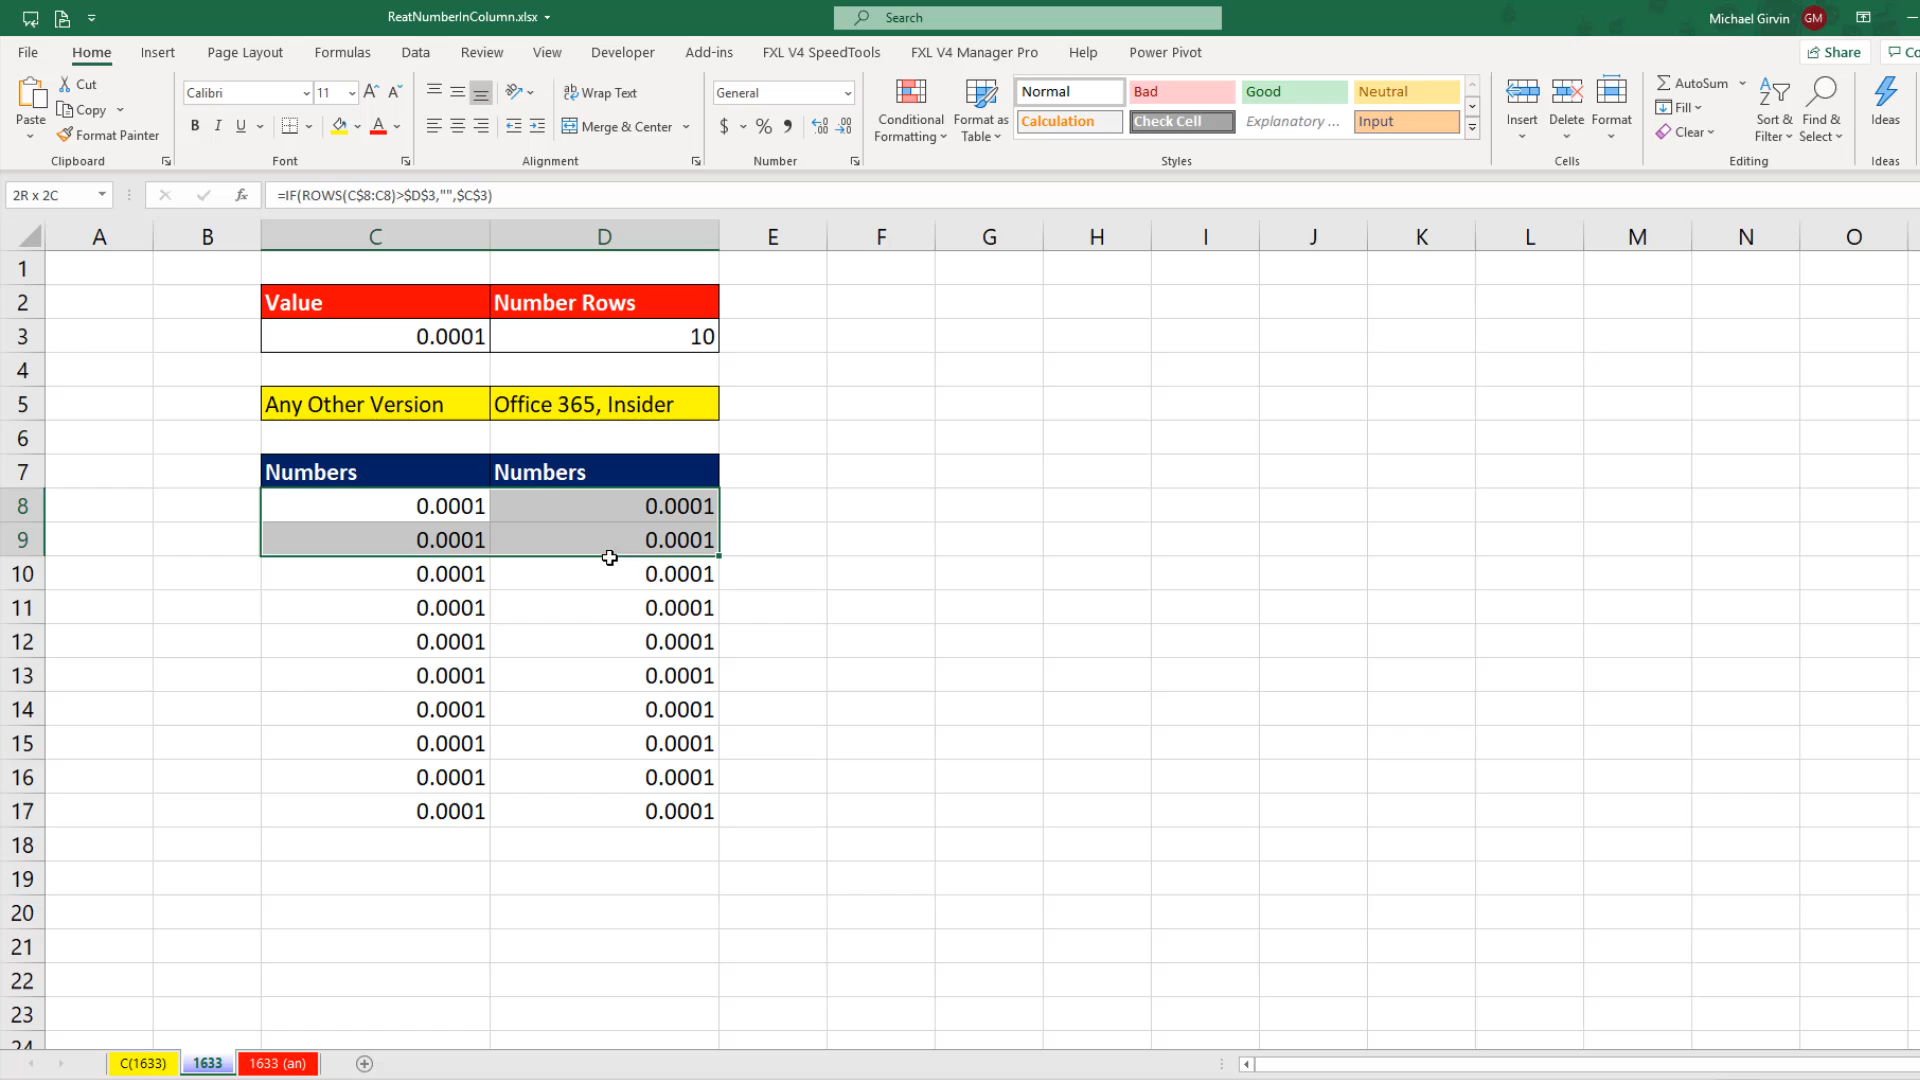 ReatNumberInColumn.xlsx
Search
Michael Girvin GM
File Home Insert Page Layout Formulas Data Review View Developer Add-ins FXL V4 SpeedTools FXL V4 Manager Pro Help Power Pivot Share Co
Paste Cut Copy Format Painter Clipboard
Calibri 11 B I U Font
Wrap Text Merge & Center Alignment
General $ % Number
Conditional Formatting Format as Table
Normal Bad Good Neutral
Calculation Check Cell Explanatory ... Input
Styles
Insert Delete Format Cells
AutoSum Fill Clear Sort & Filter Find & Select Editing
Ideas Ideas
2R x 2C fx =IF(ROWS(C$8:C8)>$D$3,"",$C$3)
A B C D E F G H I J K L M N O
1
2 Value Number Rows
3 0.0001 10
4
5 Any Other Version Office 365, Insider
6
7 Numbers Numbers
8 0.0001 0.0001
9 0.0001 0.0001
10 0.0001 0.0001
11 0.0001 0.0001
12 0.0001 0.0001
13 0.0001 0.0001
14 0.0001 0.0001
15 0.0001 0.0001
16 0.0001 0.0001
17 0.0001 0.0001
18
19
20
21
22
23
24
C(1633) 1633 1633 (an)